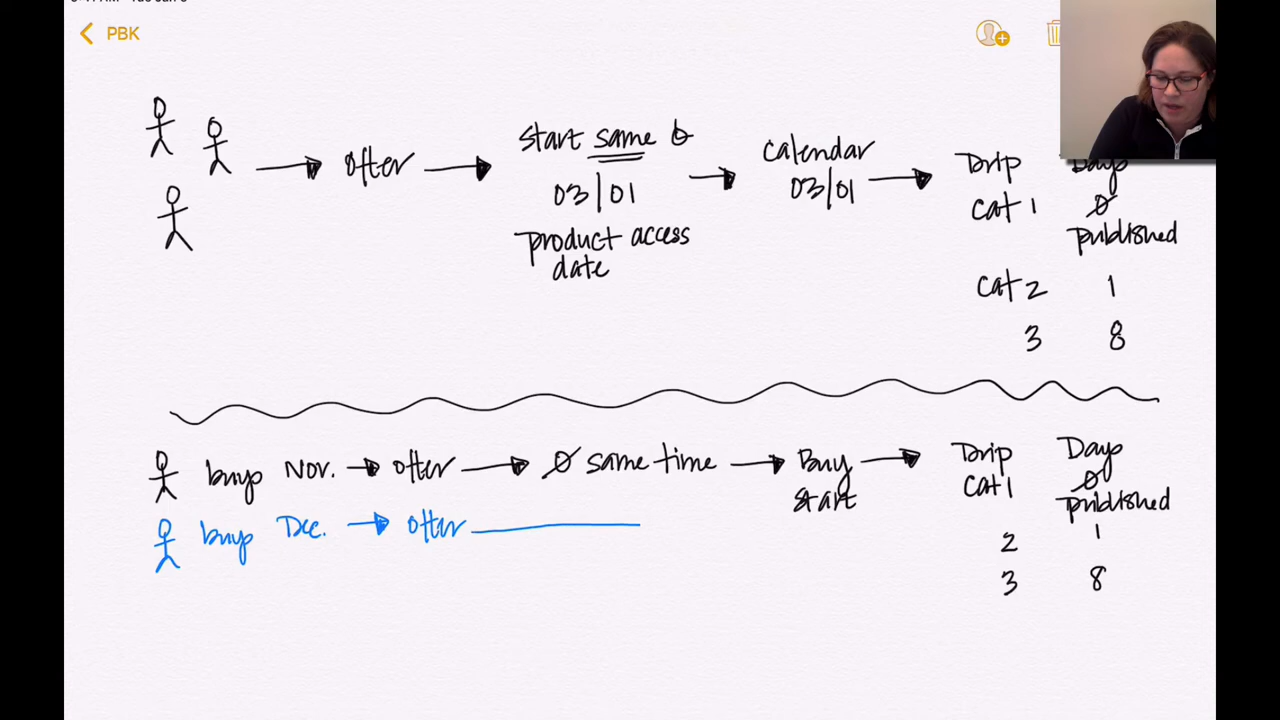 PBK
start same
offer
calendar
03/01
03/01
Drip Days
cat 1 Ø
published
product access
date
cat 2 1
3 8
buys Nov. offer Ø same time Buy
start
Drip Days
cat 1 Ø
published
buys Dec. offer
2 1
3 8